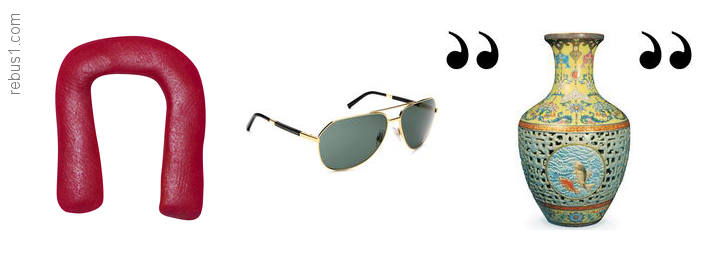 rebus1.com
П ,, ,,